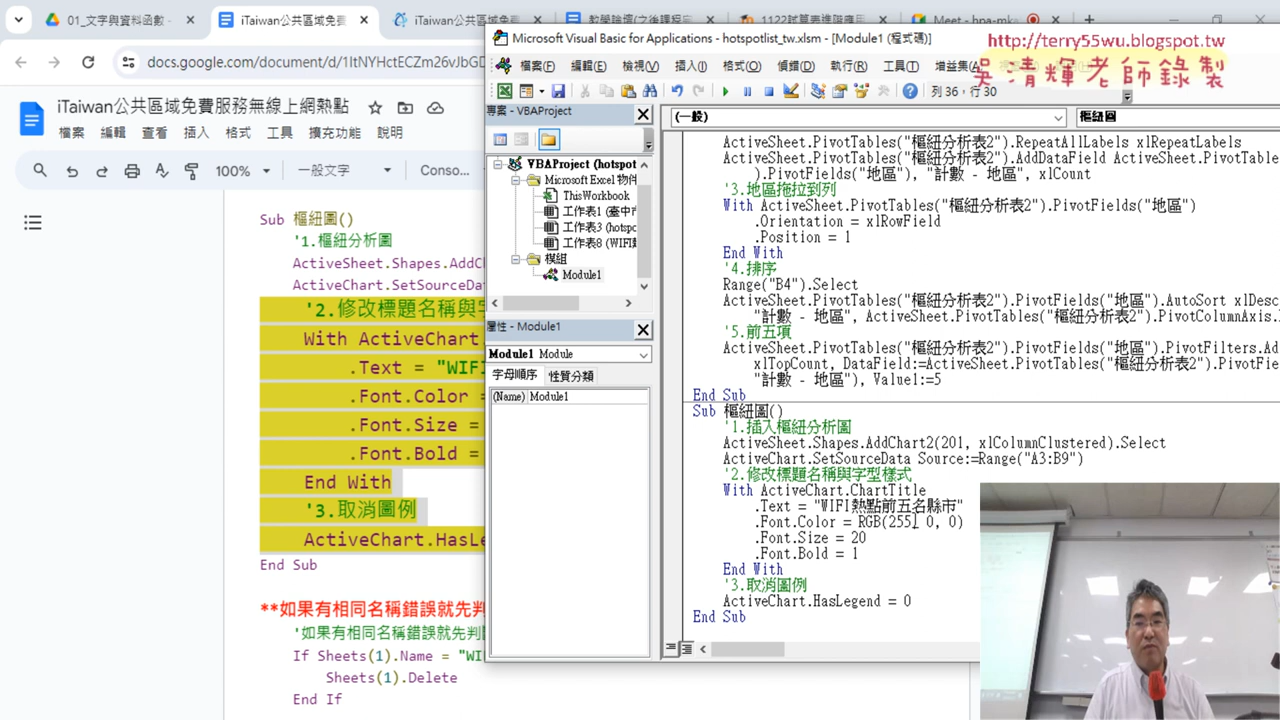 01_文字與資料函數 -
iTaiwan公共區域免費
iTaiwan公共區域免
教學論壇(之後課程
1122試算表進階應用
Meet - hpa-mk
docs.google.com/document/d/1ItNYHctECZm26vJbGD
iTaiwan公共區域免費服務無線上網熱點
檔案 編輯 查看 插入 格式 工具 擴充功能 說明
100% 一般文字 Conso...
Sub 樞紐圖()
'1.樞紐分析圖
ActiveSheet.Shapes.AddCh
ActiveChart.SetSourceDat
'2.修改標題名稱與字
With ActiveChart
.Text = "WIFI
.Font.Color =
.Font.Size =
.Font.Bold =
End With
'3.取消圖例
ActiveChart.HasLe
End Sub
**如果有相同名稱錯誤就先判
'如果有相同名稱錯誤就先判
If Sheets(1).Name = "WI
Sheets(1).Delete
End If
Microsoft Visual Basic for Applications - hotspotlist_tw.xlsm - [Module1 (程式碼)]
http://terry55wu.blogspot.tw
吳清輝老師錄製
檔案(F) 編輯(E) 檢視(V) 插入(I) 格式(O) 偵錯(D) 執行(R) 工具(T) 增益集(A)
列 36，行 30
專案 - VBAProject
VBAProject (hotspot
Microsoft Excel 物件
ThisWorkbook
工作表1 (臺中市
工作表3 (hotspo
工作表8 (WIFI熱
模組
Module1
屬性 - Module1
Module1 Module
字母順序 性質分類
(Name) Module1
(一般) 樞紐圖
ActiveSheet.PivotTables("樞紐分析表2").RepeatAllLabels xlRepeatLabels
ActiveSheet.PivotTables("樞紐分析表2").AddDataField ActiveSheet.PivotTable
).PivotFields("地區"), "計數 - 地區", xlCount
'3.地區拖拉到列
With ActiveSheet.PivotTables("樞紐分析表2").PivotFields("地區")
.Orientation = xlRowField
.Position = 1
End With
'4.排序
Range("B4").Select
ActiveSheet.PivotTables("樞紐分析表2").PivotFields("地區").AutoSort xlDesc
"計數 - 地區", ActiveSheet.PivotTables("樞紐分析表2").PivotColumnAxis.
'5.前五項
ActiveSheet.PivotTables("樞紐分析表2").PivotFields("地區").PivotFilters.Ad
xlTopCount, DataField:=ActiveSheet.PivotTables("樞紐分析表2").PivotFie
"計數 - 地區"), Value1:=5
End Sub
Sub 樞紐圖()
'1.插入樞紐分析圖
ActiveSheet.Shapes.AddChart2(201, xlColumnClustered).Select
ActiveChart.SetSourceData Source:=Range("A3:B9")
'2.修改標題名稱與字型樣式
With ActiveChart.ChartTitle
.Text = "WIFI熱點前五名縣市"
.Font.Color = RGB(255, 0, 0)
.Font.Size = 20
.Font.Bold = 1
End With
'3.取消圖例
ActiveChart.HasLegend = 0
End Sub